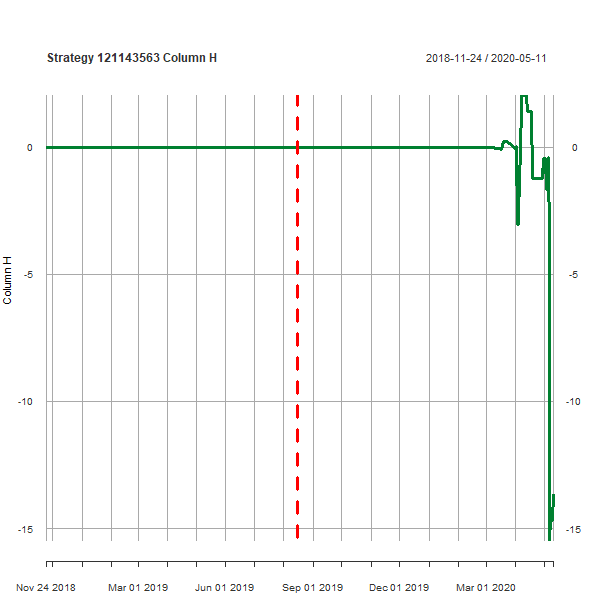 Strategy 121143563 Column H
2018-11-24 / 2020-05-11
0
0
-5
-5
-10
-10
-15
-15
Column H
Nov 24 2018
Mar 01 2019
Jun 01 2019
Sep 01 2019
Dec 01 2019
Mar 01 2020